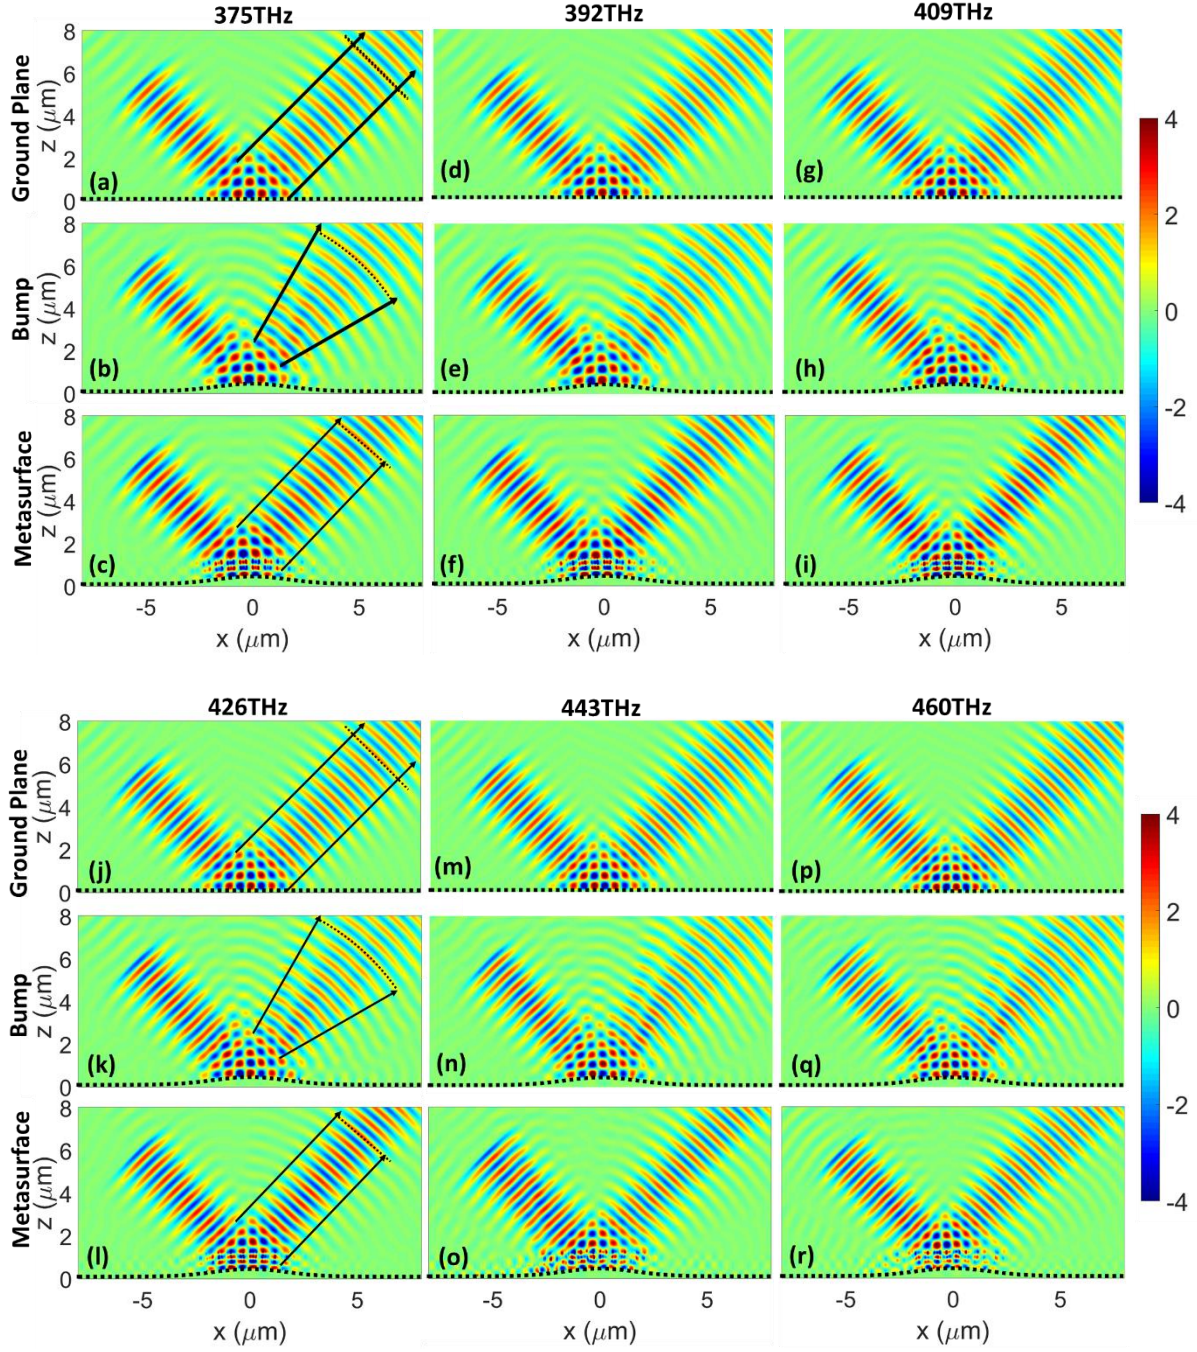 375THz 392THz 409THz
Ground Plane
z (μm)
8
6
4
2
0
(a) (d) (g)
Bump
z (μm)
8
6
4
2
0
(b) (e) (h)
Metasurface
z (μm)
8
6
4
2
0
(c) (f) (i)
-5 0 5 -5 0 5 -5 0 5
x (μm) x (μm) x (μm)
4
2
0
-2
-4
426THz 443THz 460THz
Ground Plane
z (μm)
8
6
4
2
0
(j) (m) (p)
Bump
z (μm)
8
6
4
2
0
(k) (n) (q)
Metasurface
z (μm)
8
6
4
2
0
(l) (o) (r)
-5 0 5 -5 0 5 -5 0 5
x (μm) x (μm) x (μm)
4
2
0
-2
-4